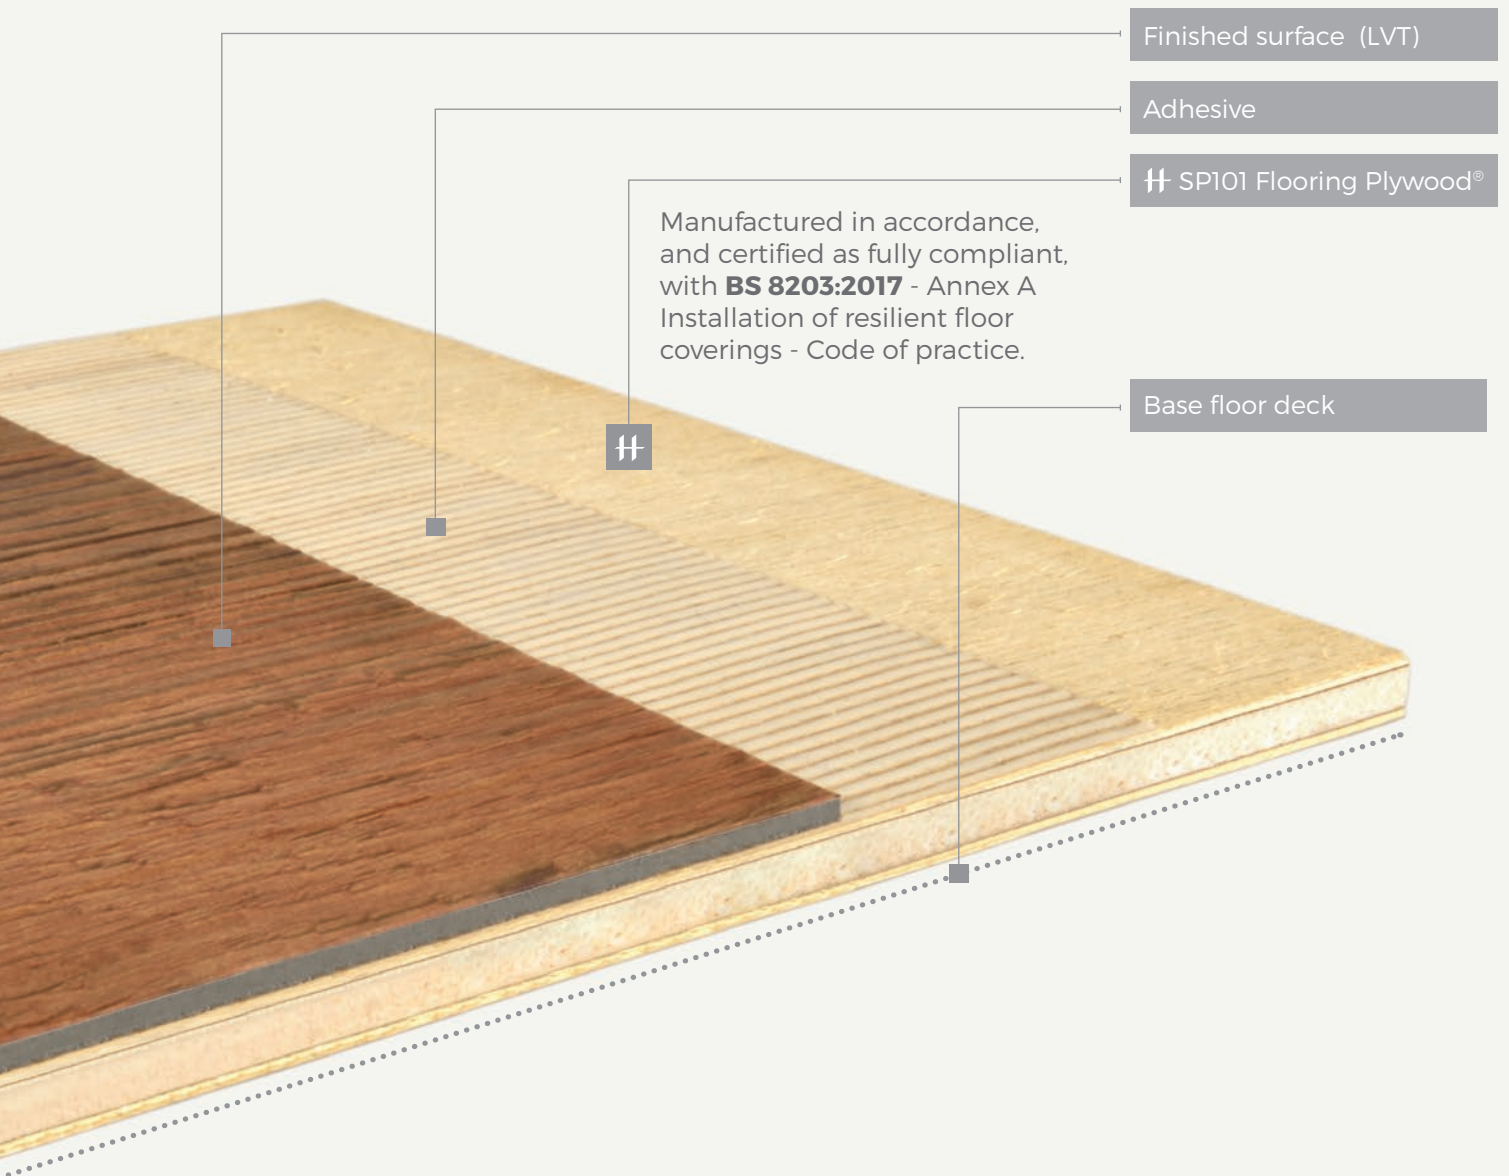 Finished surface (LVT)
Adhesive
SP101 Flooring Plywood®
Manufactured in accordance,
and certified as fully compliant,
with BS 8203:2017 - Annex A
Installation of resilient floor
coverings - Code of practice.
Base floor deck